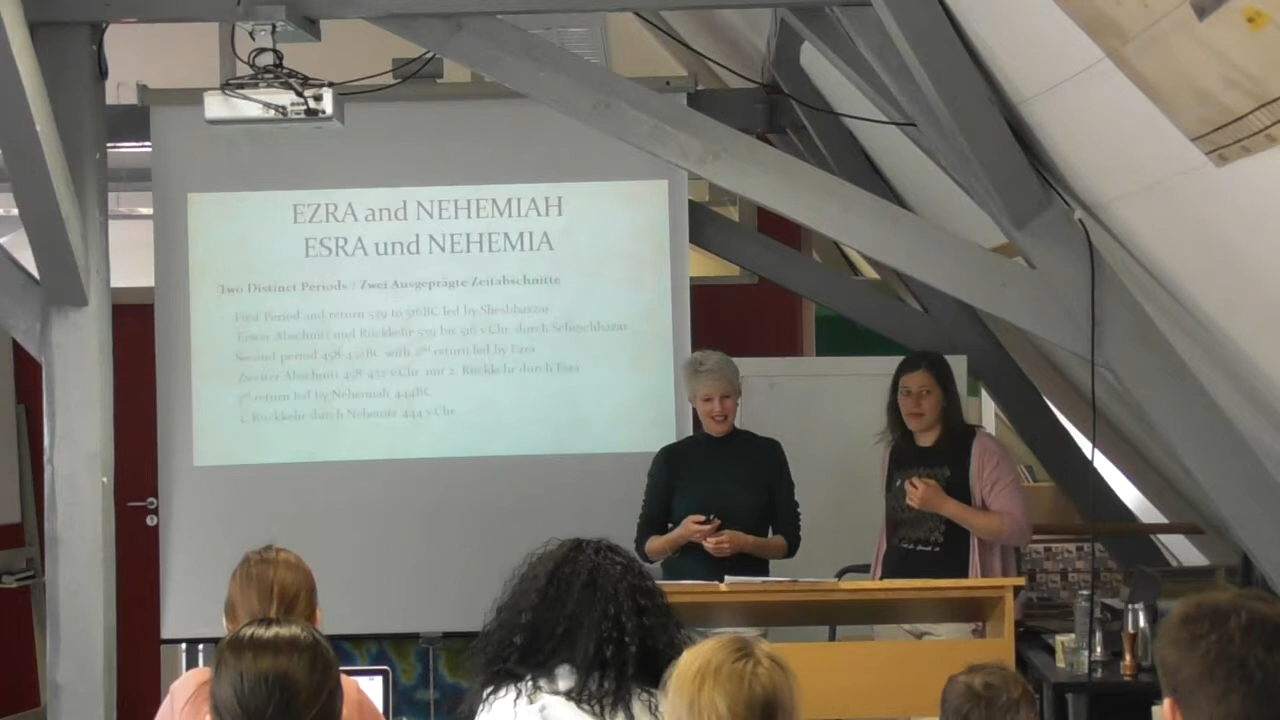 EZRA and NEHEMIAH
ESRA und NEHEMIA
Two Distinct Periods / Zwei Ausgeprägte Zeitabschnitte
First Period and return 539 to 516BC led by Sheshbazzar
Erster Abschnitt und Rückkehr 539 bis 516 v.Chr. durch Scheschbazar
Second period 458-432BC with 2nd return led by Ezra
Zweiter Abschnitt 458-432 v.Chr. mit 2. Rückkehr durch Esra
3rd return led by Nehemiah 444BC
3. Rückkehr durch Nehemia 444 v.Chr.